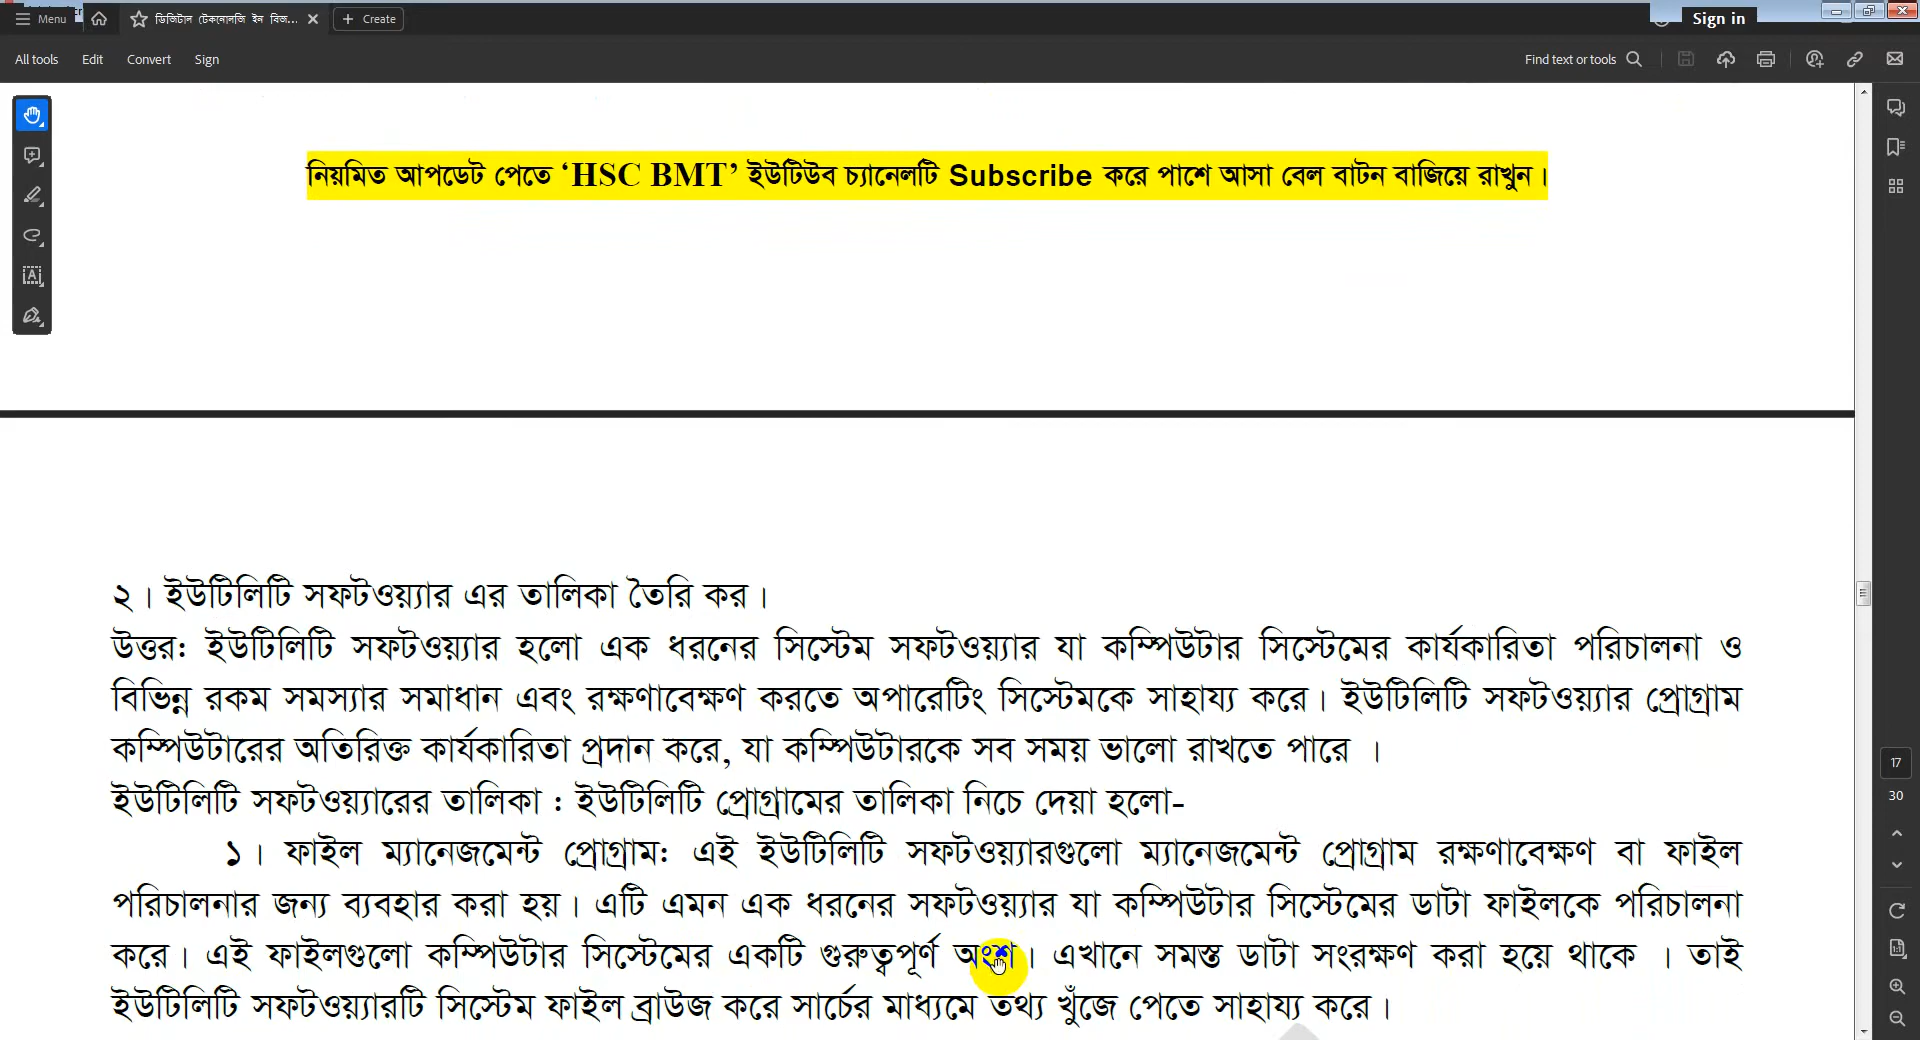 Menu
ডিজিটাল টেকনোলজি ইন বিজ...
Create
Sign in
All tools
Edit
Convert
Sign
Find text or tools
নিয়মিত আপডেট পেতে ‘HSC BMT’ ইউটিউব চ্যানেলটি Subscribe করে পাশে আসা বেল বাটন বাজিয়ে রাখুন।
২। ইউটিলিটি সফটওয়্যার এর তালিকা তৈরি কর।
উত্তর: ইউটিলিটি সফটওয়্যার হলো এক ধরনের সিস্টেম সফটওয়্যার যা কম্পিউটার সিস্টেমের কার্যকারিতা পরিচালনা ও
বিভিন্ন রকম সমস্যার সমাধান এবং রক্ষণাবেক্ষণ করতে অপারেটিং সিস্টেমকে সাহায্য করে। ইউটিলিটি সফটওয়্যার প্রোগ্রাম
কম্পিউটারের অতিরিক্ত কার্যকারিতা প্রদান করে, যা কম্পিউটারকে সব সময় ভালো রাখতে পারে ।
ইউটিলিটি সফটওয়্যারের তালিকা : ইউটিলিটি প্রোগ্রামের তালিকা নিচে দেয়া হলো-
১। ফাইল ম্যানেজমেন্ট প্রোগ্রাম: এই ইউটিলিটি সফটওয়্যারগুলো ম্যানেজমেন্ট প্রোগ্রাম রক্ষণাবেক্ষণ বা ফাইল
পরিচালনার জন্য ব্যবহার করা হয়। এটি এমন এক ধরনের সফটওয়্যার যা কম্পিউটার সিস্টেমের ডাটা ফাইলকে পরিচালনা
করে। এই ফাইলগুলো কম্পিউটার সিস্টেমের একটি গুরুত্বপূর্ণ অংশ। এখানে সমস্ত ডাটা সংরক্ষণ করা হয়ে থাকে । তাই
ইউটিলিটি সফটওয়্যারটি সিস্টেম ফাইল ব্রাউজ করে সার্চের মাধ্যমে তথ্য খুঁজে পেতে সাহায্য করে।
17
30